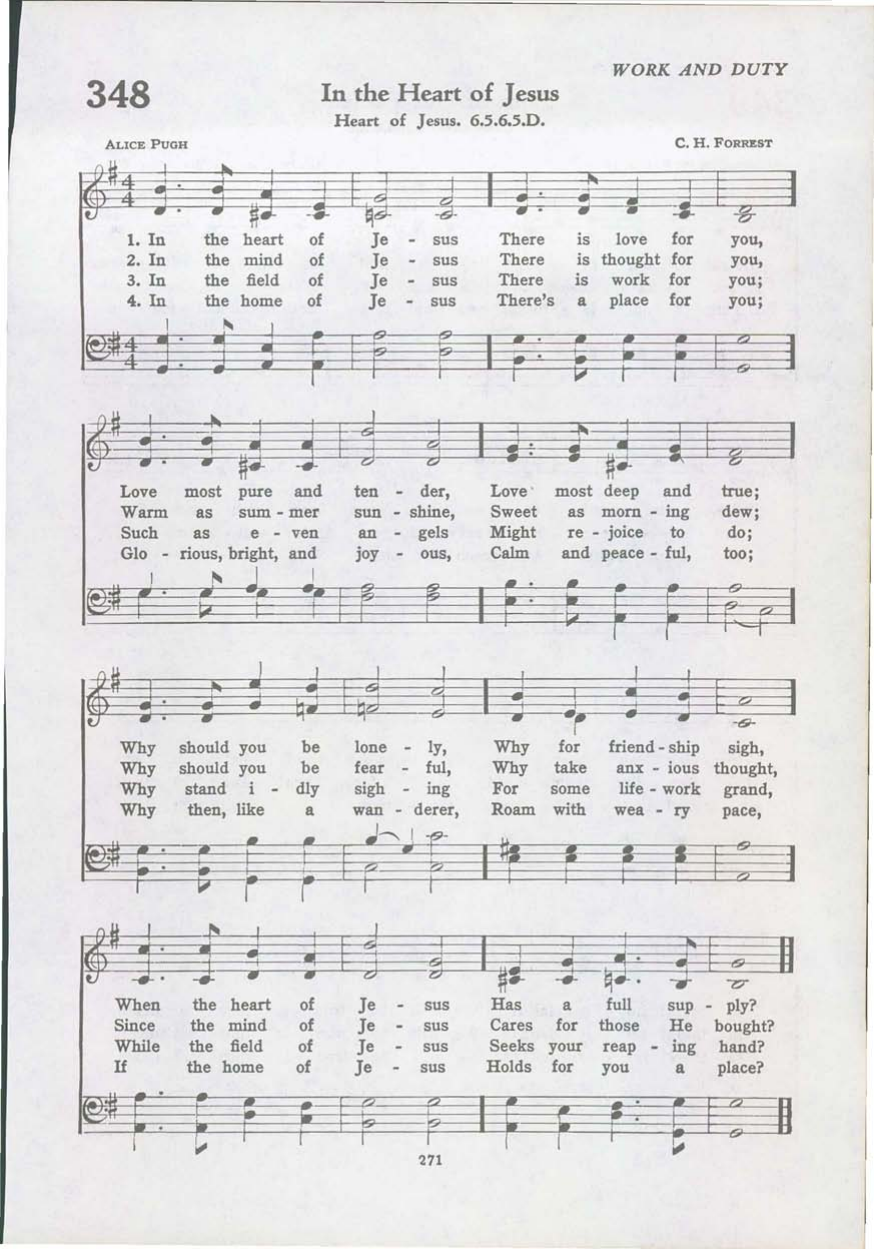 WORK AND DUTY
348
In the Heart of Jesus
Heart of Jesus. 6.5.6.5.D.
ALICE PUGH
C. H. FORREST
1. In the heart of Je - sus There is love for you,
2. In the mind of Je - sus There is thought for you,
3. In the field of Je - sus There is work for you;
4. In the home of Je - sus There's a place for you;
Love most pure and ten - der, Love most deep and true;
Warm as sum - mer sun - shine, Sweet as morn - ing dew;
Such as e - ven an - gels Might re - joice to do;
Glo - rious, bright, and joy - ous, Calm and peace - ful, too;
Why should you be lone - ly, Why for friend - ship sigh,
Why should you be fear - ful, Why take anx - ious thought,
Why stand i - dly sigh - ing For some life - work grand,
Why then, like a wan - derer, Roam with wea - ry pace,
When the heart of Je - sus Has a full sup - ply?
Since the mind of Je - sus Cares for those He bought?
While the field of Je - sus Seeks your reap - ing hand?
If the home of Je - sus Holds for you a place?
271